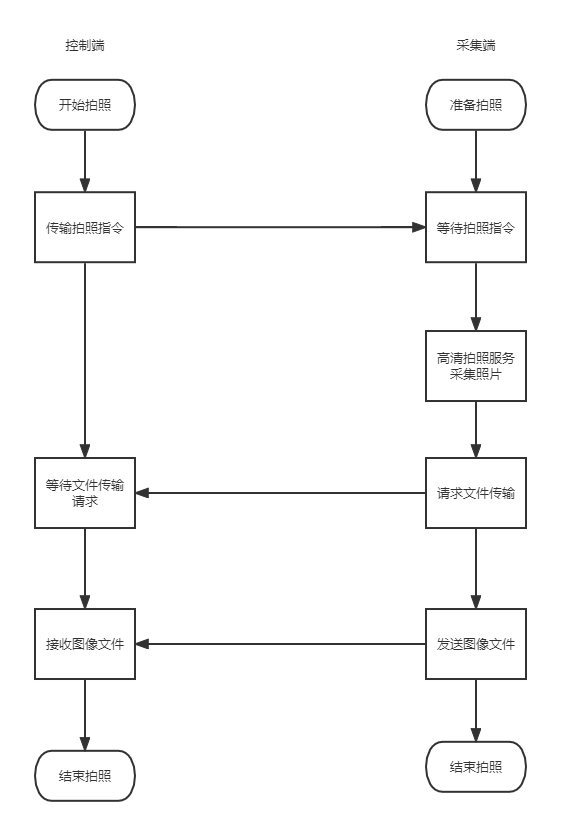 控制端
采集端
开始拍照
准备拍照
传输拍照指令
等待拍照指令
高清拍照服务
采集照片
等待文件传输
请求
请求文件传输
接收图像文件
发送图像文件
结束拍照
结束拍照